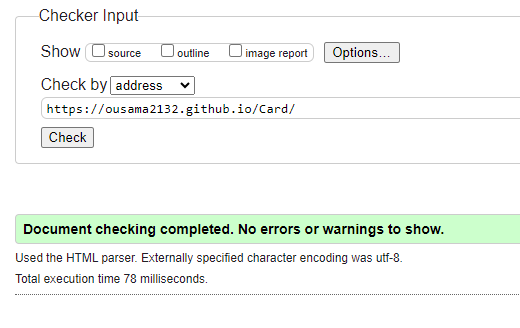 Checker Input
Show source outline image report Options...
Check by address
https://ousama2132.github.io/Card/
Check
Document checking completed. No errors or warnings to show.
Used the HTML parser. Externally specified character encoding was utf-8.
Total execution time 78 milliseconds.